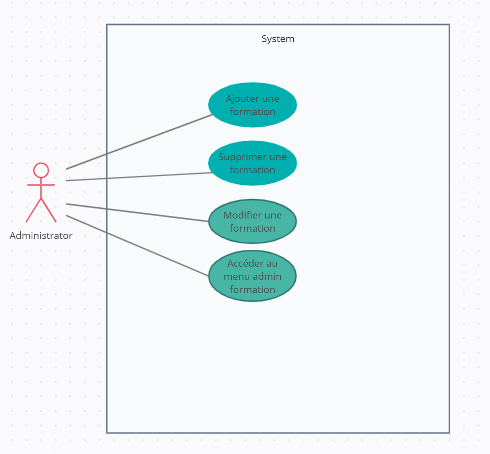 System
Ajouter une
formation
Supprimer une
formation
Modifier une
formation
Accéder au
menu admin
formation
Administrator